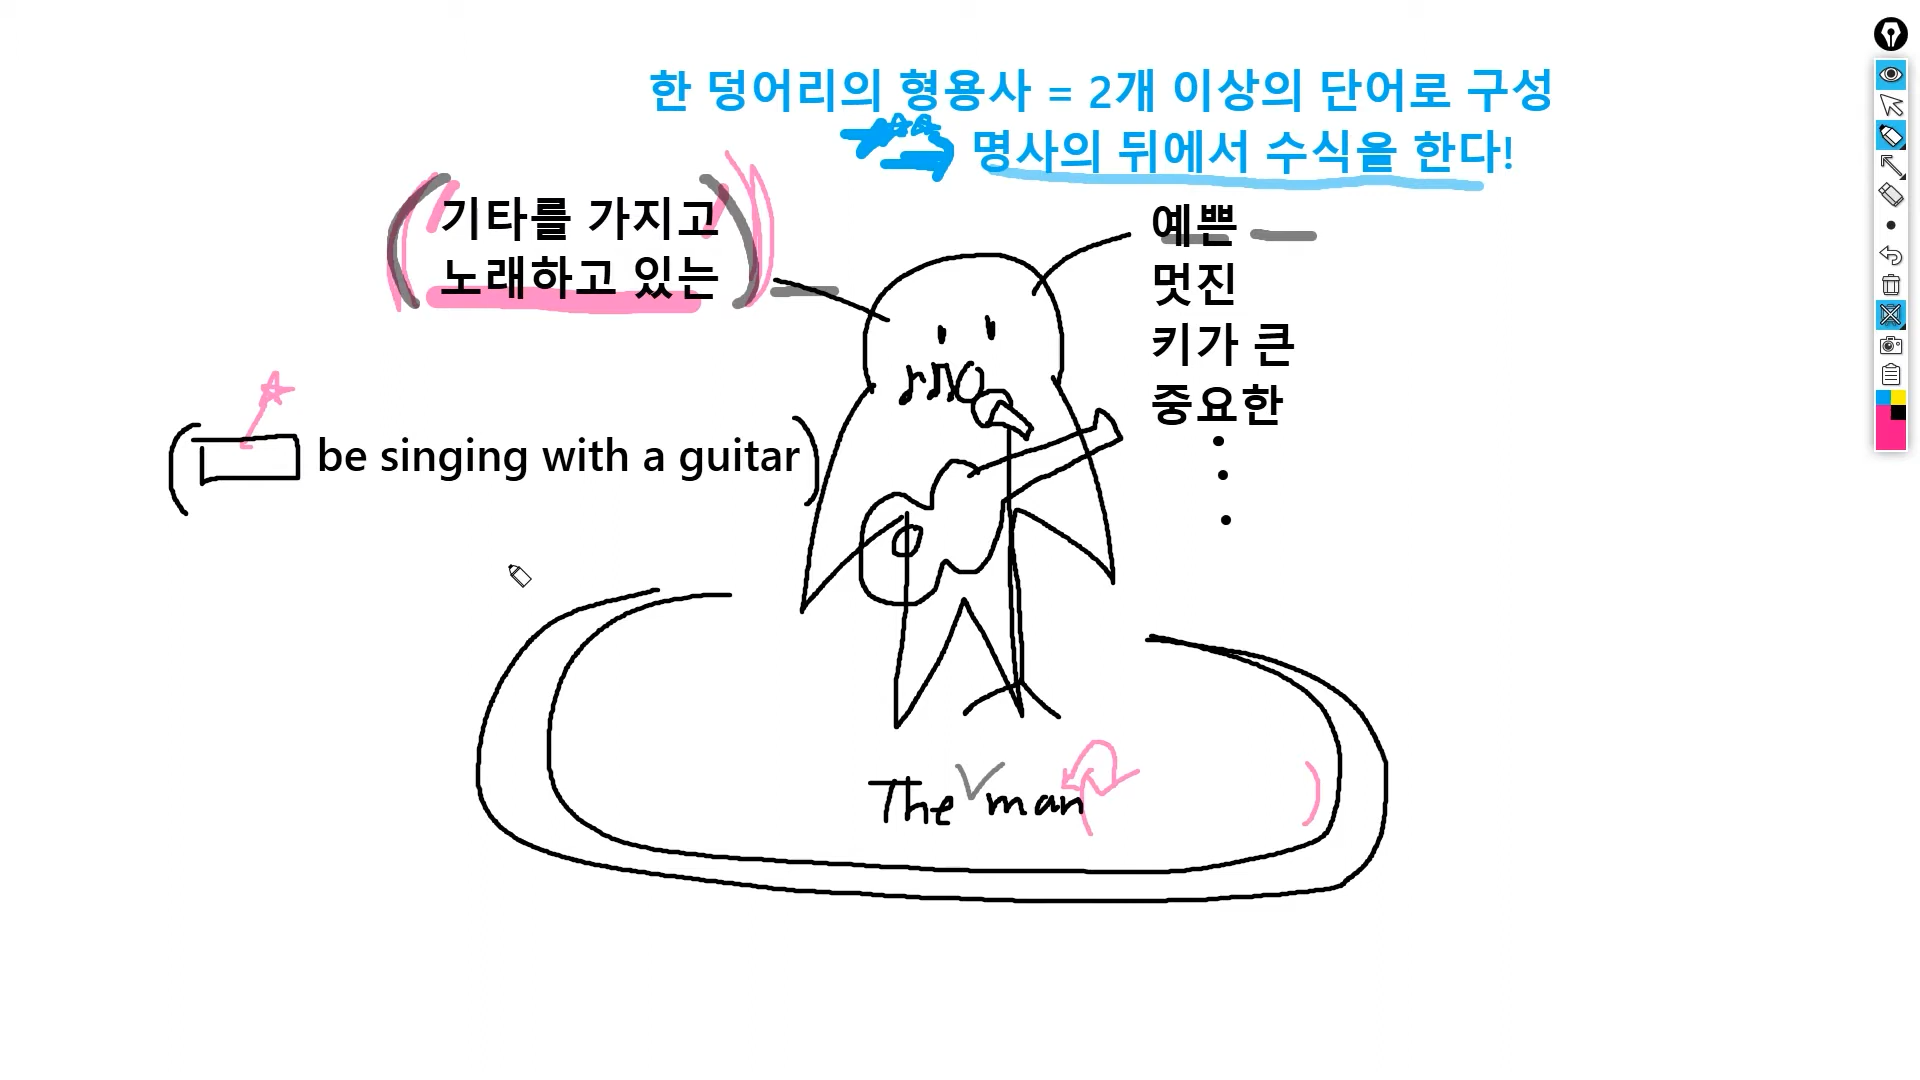 한 덩어리의 형용사 = 2개 이상의 단어로 구성
명사의 뒤에서 수식을 한다!
기타를 가지고
노래하고 있는
예쁜
멋진
키가 큰
중요한
be singing with a guitar
The man